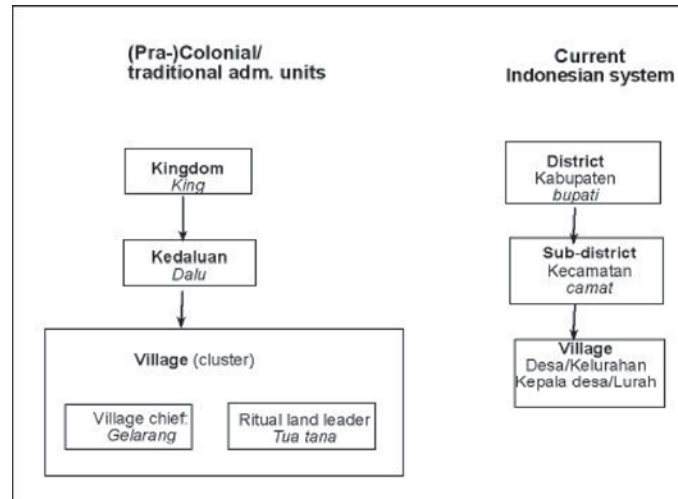 (Pra-)Colonial/
traditional adm. units
Kingdom
King
Kedaluan
Dalu
Village (cluster)
Village chief:
Gelarang
Ritual land leader
Tua tana
Current
Indonesian system
District
Kabupaten
bupati
Sub-district
Kecamatan
camat
Village
Desa/Kelurahan
Kepala desa/Lurah